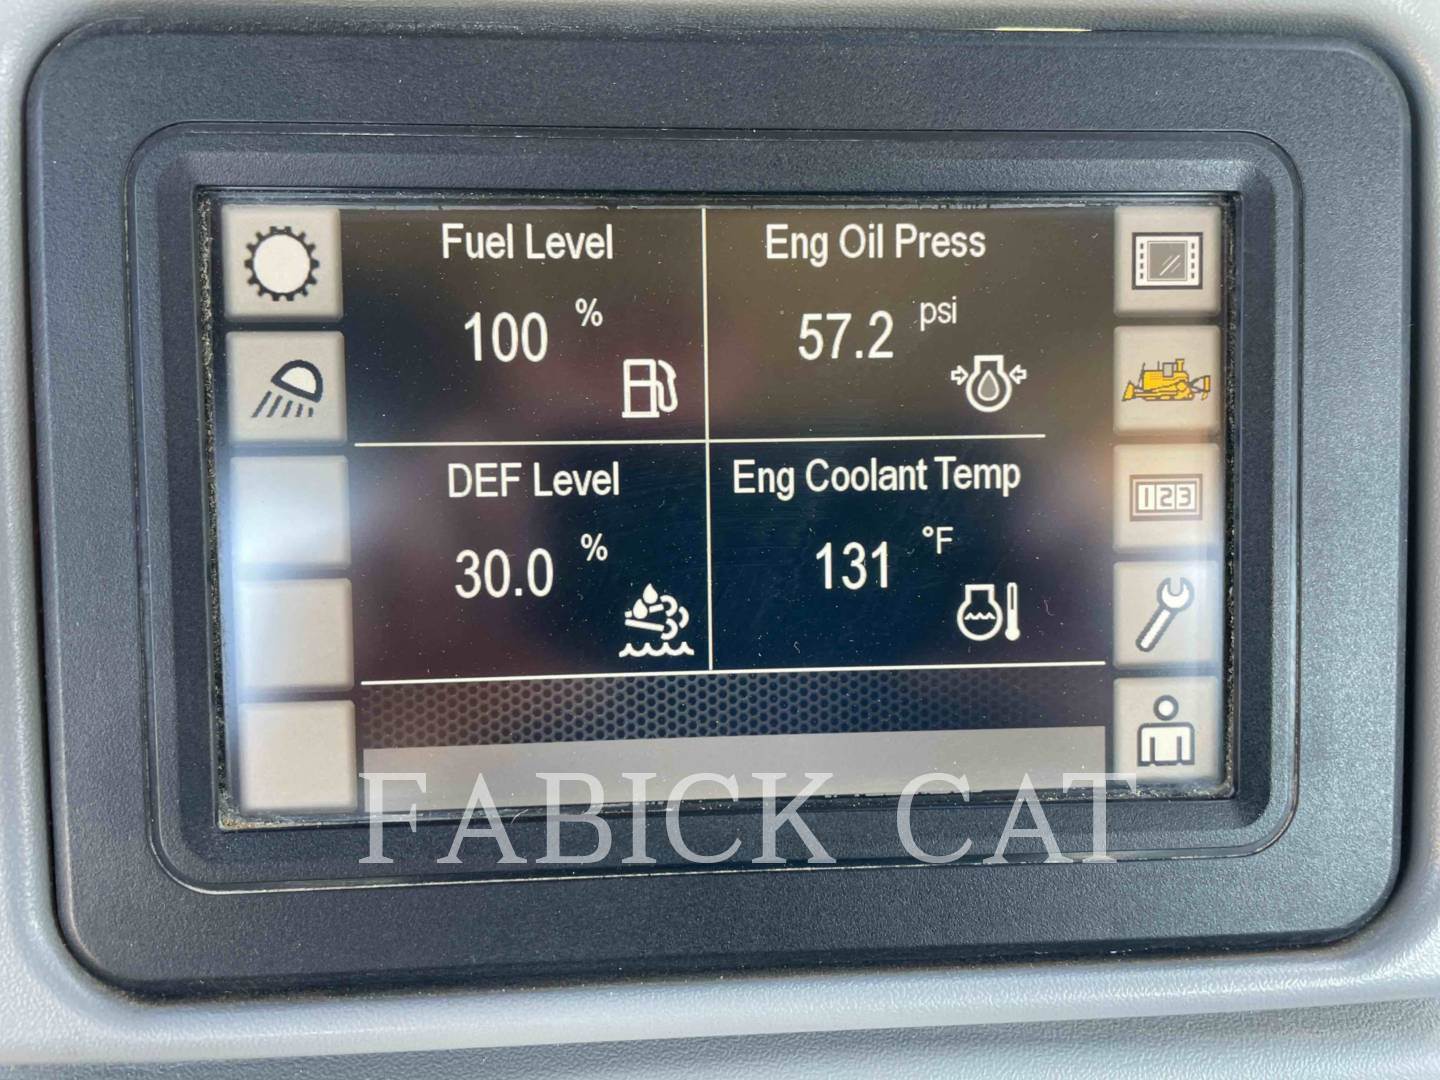 Fuel Level
100 %
Eng Oil Press
57.2 psi
DEF Level
30.0 %
Eng Coolant Temp
131 °F
123
FABICK CAT